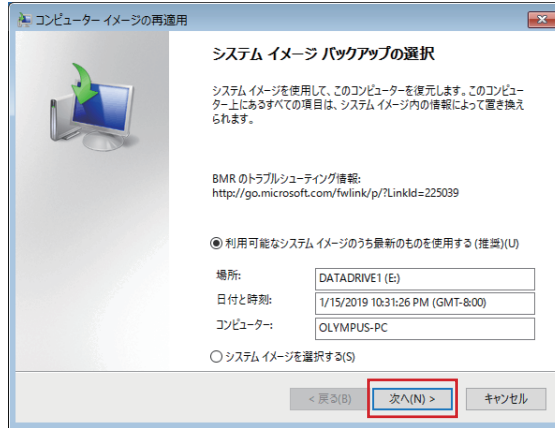 コンピューター イメージの再適用
システム イメージ バックアップの選択
システム イメージを使用して、このコンピューターを復元します。このコンピュー
ター上にあるすべての項目は、システム イメージ内の情報によって置き換え
られます。
BMR のトラブルシューティング情報:
http://go.microsoft.com/fwlink/p/?LinkId=225039
利用可能なシステム イメージのうち最新のものを使用する (推奨)(U)
場所: DATADRIVE1 (E:)
日付と時刻: 1/15/2019 10:31:26 PM (GMT-8:00)
コンピューター: OLYMPUS-PC
システム イメージを選択する(S)
< 戻る(B) 次へ(N) > キャンセル